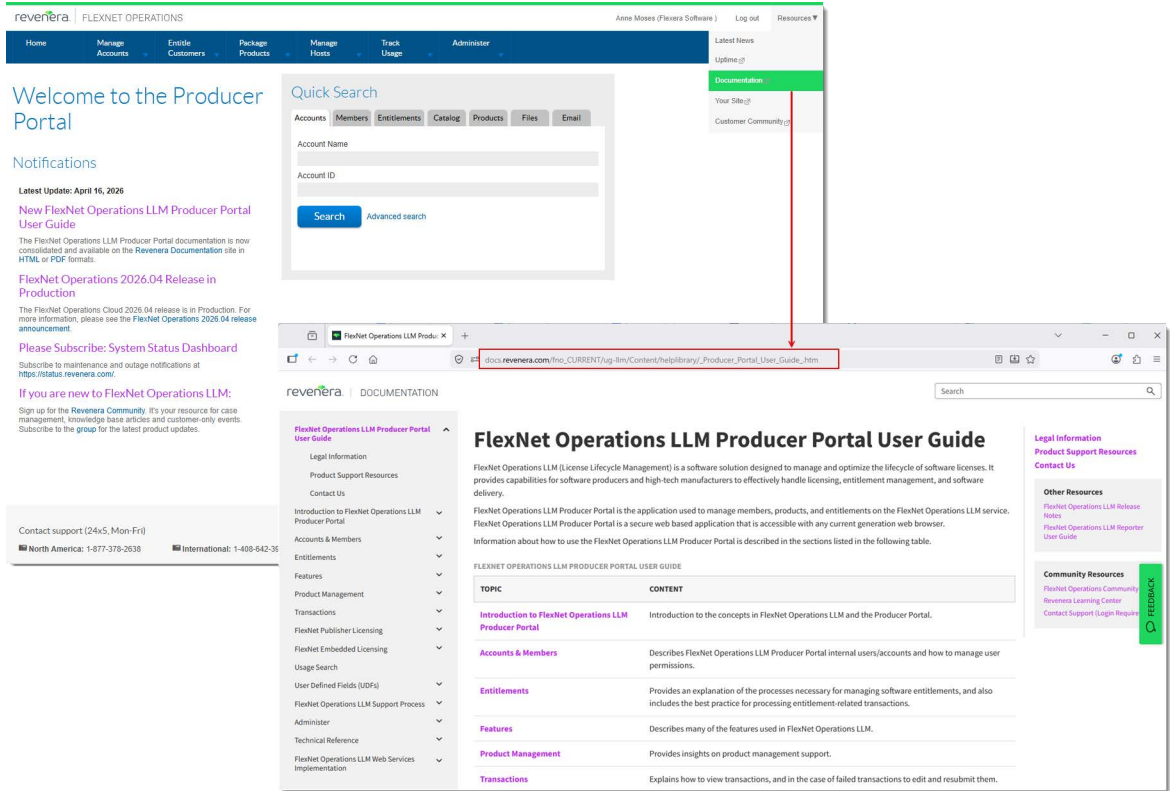 revenera. FLEXNET OPERATIONS
Anne Moses (Flexera Software ) Log out Resources▼
Home
Manage Accounts
Entitle Customers
Package Products
Manage Hosts
Track Usage
Administer
Latest News
Uptime
Documentation
Your Site
Customer Community
Welcome to the Producer
Portal
Notifications
Latest Update: April 16, 2026
New FlexNet Operations LLM Producer Portal
User Guide
The FlexNet Operations LLM Producer Portal documentation is now
consolidated and available on the Revenera Documentation site in
HTML or PDF formats.
FlexNet Operations 2026.04 Release in
Production
The FlexNet Operations Cloud 2026.04 release is in Production. For
more information, please see the FlexNet Operations 2026.04 release
announcement.
Please Subscribe: System Status Dashboard
Subscribe to maintenance and outage notifications at
https://status.revenera.com/.
If you are new to FlexNet Operations LLM:
Sign up for the Revenera Community. It's your resource for case
management, knowledge base articles and customer-only events.
Subscribe to the group for the latest product updates.
Contact support (24x5, Mon-Fri)
North America: 1-877-378-2638 International: 1-408-642-39
Quick Search
Accounts Members Entitlements Catalog Products Files Email
Account Name
Account ID
Search Advanced search
FlexNet Operations LLM Produc
docs.revenera.com/fno_CURRENT/ug-llm/Content/helplibrary/_Producer_Portal_User_Guide_.htm
revenera. DOCUMENTATION
Search
FlexNet Operations LLM Producer Portal
User Guide
Legal Information
Product Support Resources
Contact Us
Introduction to FlexNet Operations LLM
Producer Portal
Accounts & Members
Entitlements
Features
Product Management
Transactions
FlexNet Publisher Licensing
FlexNet Embedded Licensing
Usage Search
User Defined Fields (UDFs)
FlexNet Operations LLM Support Process
Administer
Technical Reference
FlexNet Operations LLM Web Services
Implementation
FlexNet Operations LLM Producer Portal User Guide
FlexNet Operations LLM (License Lifecycle Management) is a software solution designed to manage and optimize the lifecycle of software licenses. It
provides capabilities for software producers and high-tech manufacturers to effectively handle licensing, entitlement management, and software
delivery.
FlexNet Operations LLM Producer Portal is the application used to manage members, products, and entitlements on the FlexNet Operations LLM service.
FlexNet Operations LLM Producer Portal is a secure web based application that is accessible with any current generation web browser.
Information about how to use the FlexNet Operations LLM Producer Portal is described in the sections listed in the following table.
FLEXNET OPERATIONS LLM PRODUCER PORTAL USER GUIDE
TOPIC CONTENT
Introduction to FlexNet Operations LLM Introduction to the concepts in FlexNet Operations LLM and the Producer Portal.
Producer Portal
Accounts & Members Describes FlexNet Operations LLM Producer Portal internal users/accounts and how to manage user
permissions.
Entitlements Provides an explanation of the processes necessary for managing software entitlements, and also
includes the best practice for processing entitlement-related transactions.
Features Describes many of the features used in FlexNet Operations LLM.
Product Management Provides insights on product management support.
Transactions Explains how to view transactions, and in the case of failed transactions to edit and resubmit them.
Legal Information
Product Support Resources
Contact Us
Other Resources
FlexNet Operations LLM Release
Notes
FlexNet Operations LLM Reporter
User Guide
Community Resources
FlexNet Operations Community
Revenera Learning Center
Contact Support (Login Require
FEEDBACK